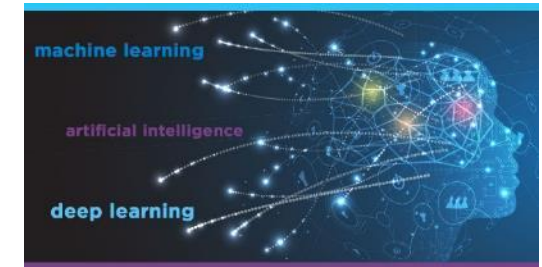 machine learning
artificial intelligence
deep learning